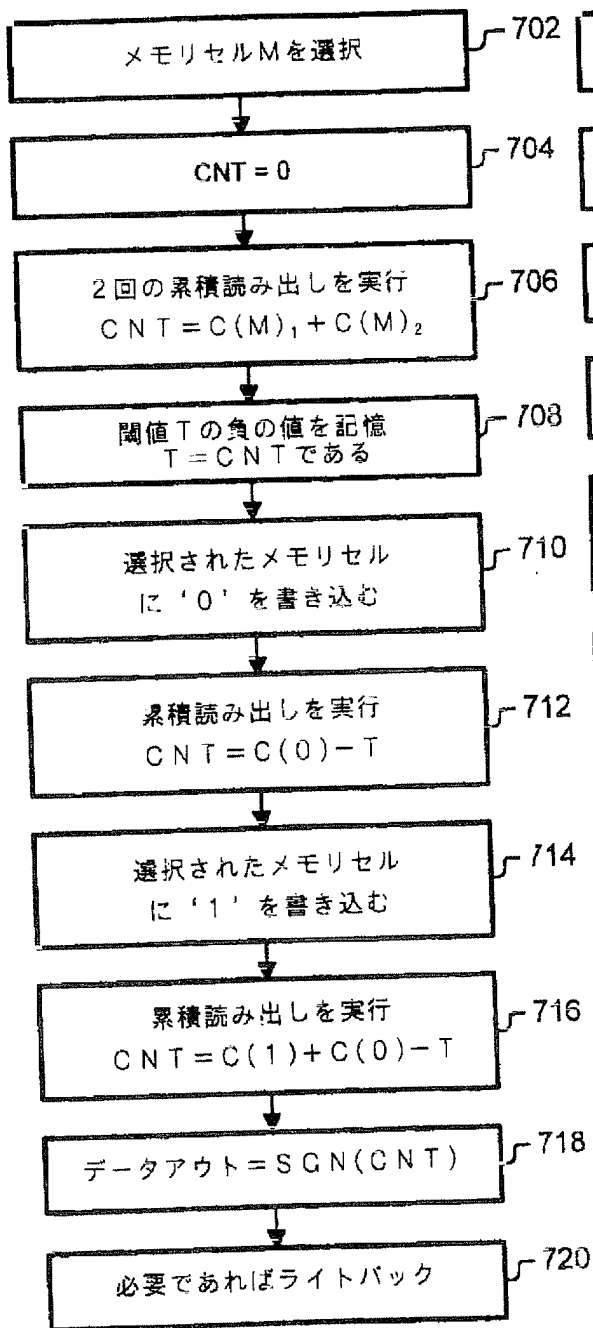 メモリセルMを選択
702
CNT = 0
704
2回の累積読み出しを実行
CNT=C(M)₁+C(M)₂
706
閾値Tの負の値を記憶
T=CNTである
708
選択されたメモリセル
に '0' を書き込む
710
累積読み出しを実行
CNT=C(0)-T
712
選択されたメモリセル
に '1' を書き込む
714
累積読み出しを実行
CNT=C(1)+C(0)-T
716
データアウト=SGN(CNT)
718
必要であればライトバック
720